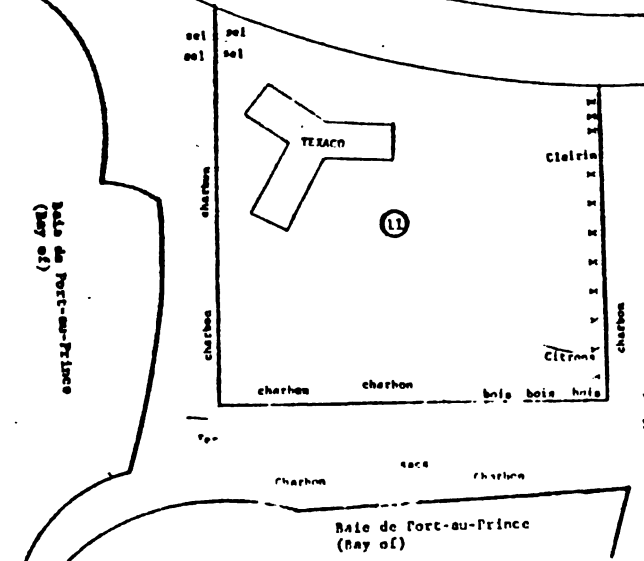 sel sel
sel sel
TEXACO
Clairin
charbon
11
Baie de Port-au-Prince
(Bay of)
charbon
charbon
Citrons
charbon charbon bois bois bois
sacs
Charbon Charbon
Baie de Port-au-Prince
(Bay of)